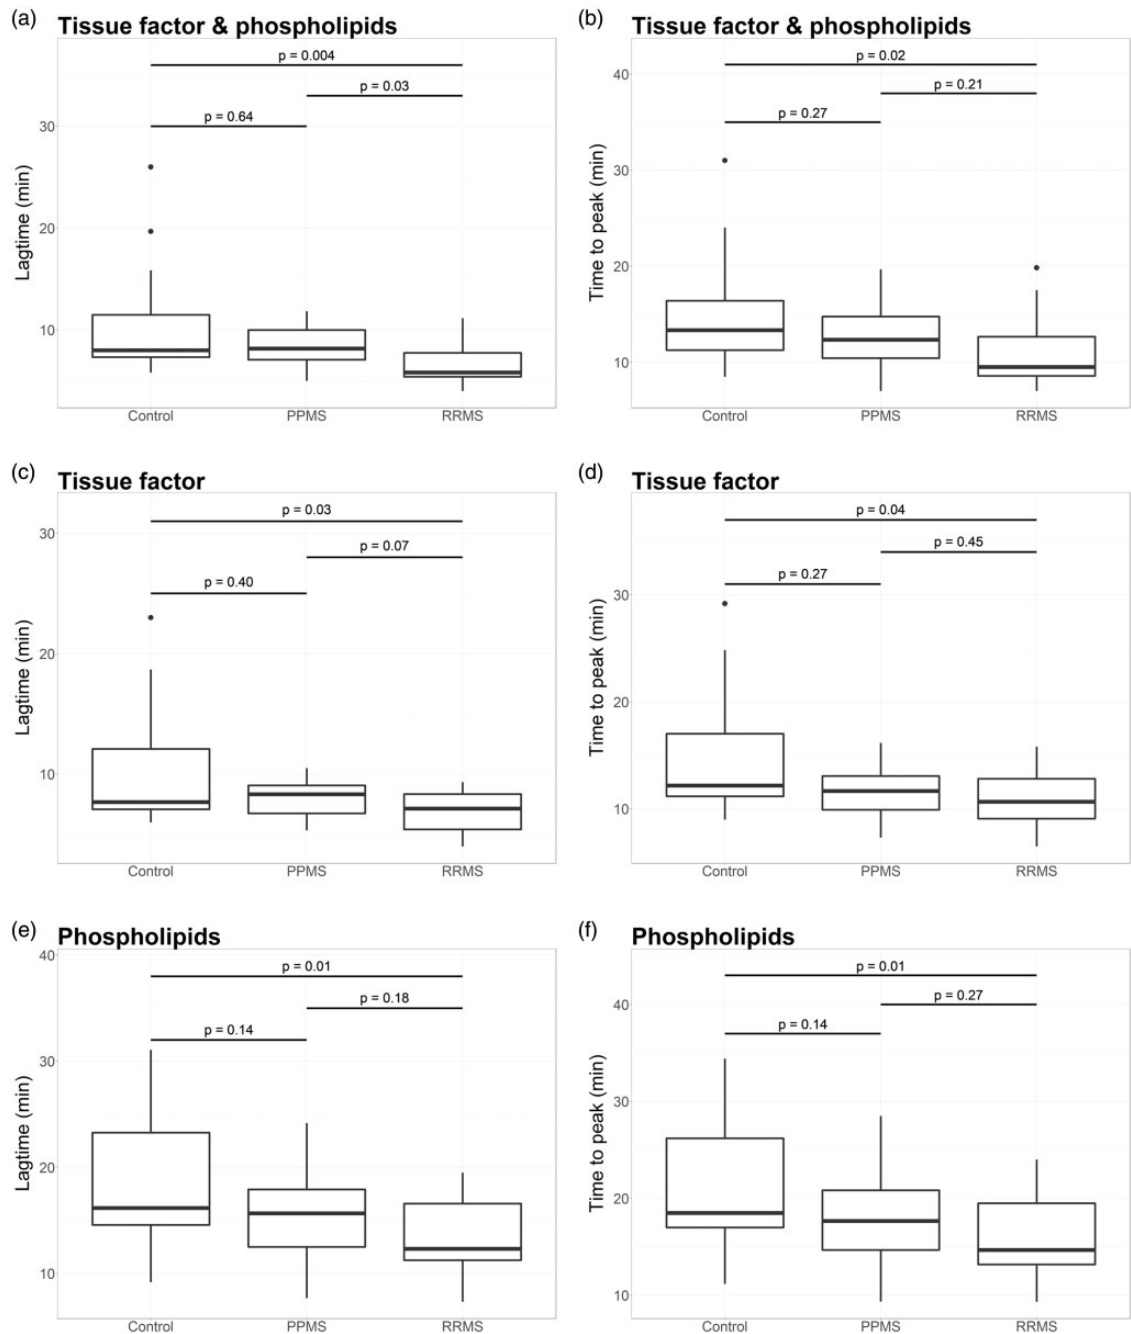 (a) Tissue factor & phospholipids
p = 0.004
p = 0.03
p = 0.64
30
20
10
Lagtime (min)
Control PPMS RRMS
(b) Tissue factor & phospholipids
p = 0.02
p = 0.21
p = 0.27
40
30
20
10
Time to peak (min)
Control PPMS RRMS
(c) Tissue factor
p = 0.03
p = 0.07
p = 0.40
30
20
10
Lagtime (min)
Control PPMS RRMS
(d) Tissue factor
p = 0.04
p = 0.45
p = 0.27
30
20
10
Time to peak (min)
Control PPMS RRMS
(e) Phospholipids
p = 0.01
p = 0.18
p = 0.14
40
30
20
10
Lagtime (min)
Control PPMS RRMS
(f) Phospholipids
p = 0.01
p = 0.27
p = 0.14
40
30
20
10
Time to peak (min)
Control PPMS RRMS